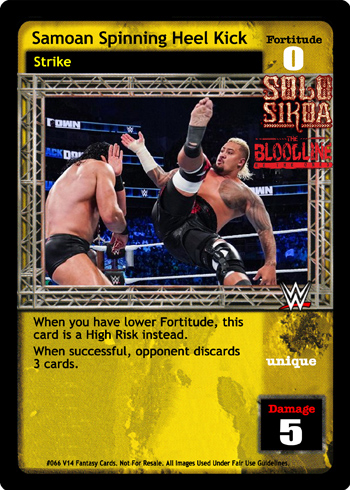 Samoan Spinning Heel Kick
Fortitude
0
Strike
SOLO
SIKOA
THE
BLOODLINE
DOWN
W
When you have lower Fortitude, this
card is a High Risk instead.
When successful, opponent discards
3 cards.
unique
Damage
5
#066 V14 Fantasy Cards. Not For Resale. All Images Used Under Fair Use Guidelines.